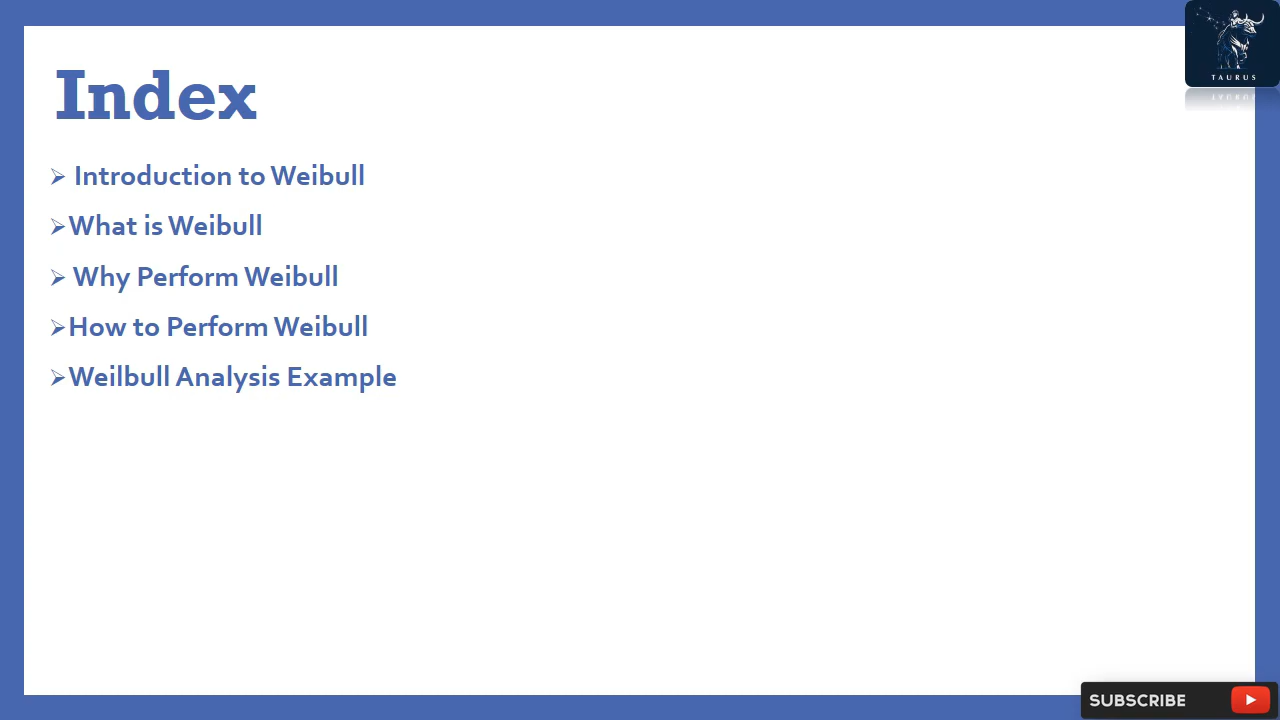 TAURUS
Index
➢ Introduction to Weibull
➢What is Weibull
➢ Why Perform Weibull
➢How to Perform Weibull
➢Weilbull Analysis Example
SUBSCRIBE